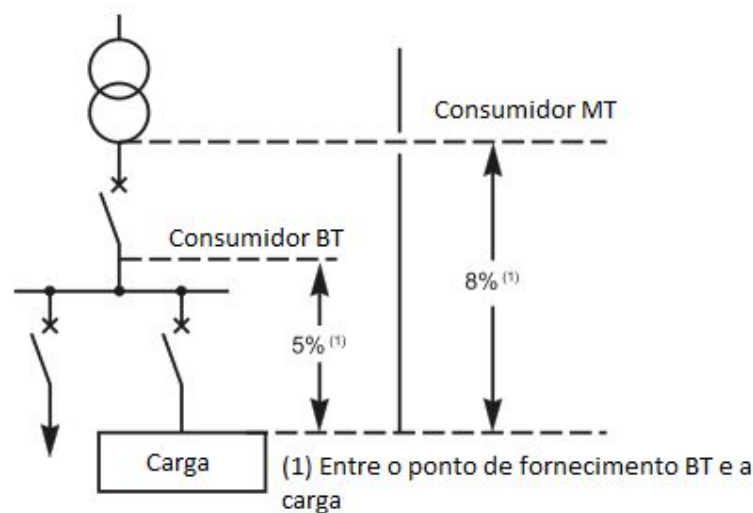 Consumidor MT
Consumidor BT
8% (1)
5% (1)
Carga
(1) Entre o ponto de fornecimento BT e a
carga